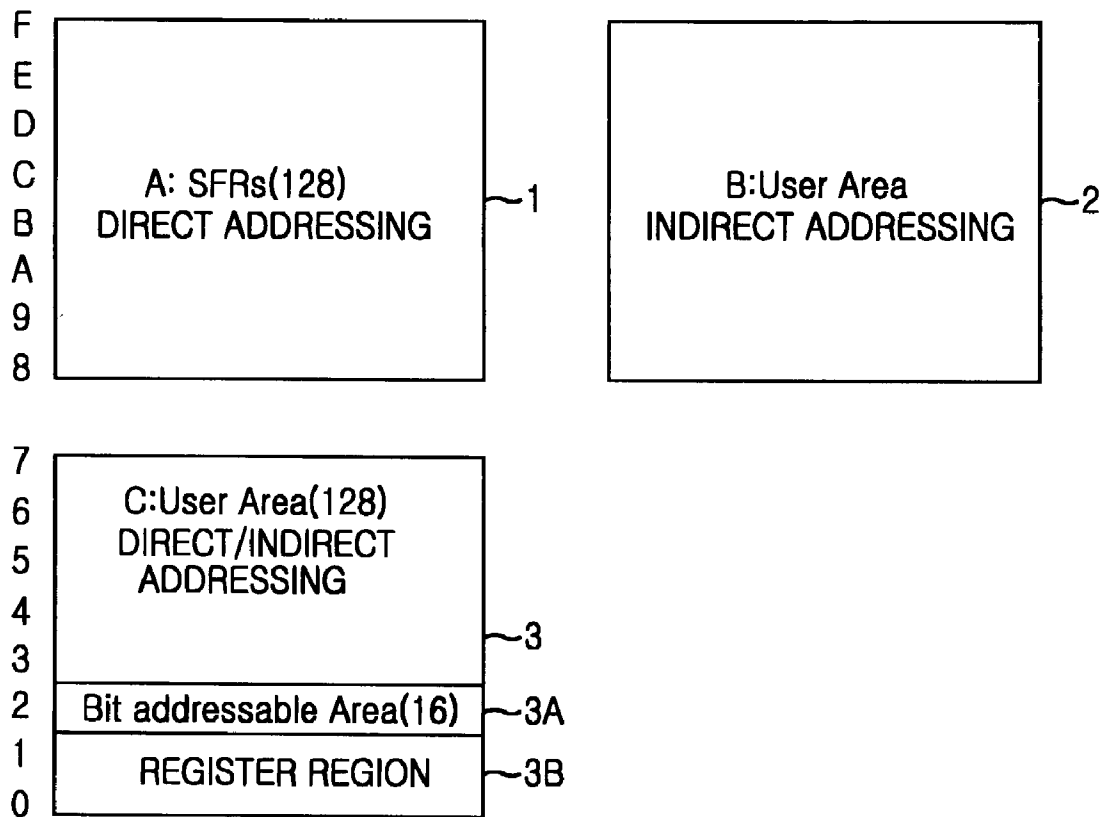 F
E
D
C
B
A
9
8
A: SFRs(128)
DIRECT ADDRESSING
1
B:User Area
INDIRECT ADDRESSING
2
7
6
5
4
3
2
1
0
C:User Area(128)
DIRECT/INDIRECT
ADDRESSING
3
Bit addressable Area(16)
3A
REGISTER REGION
3B